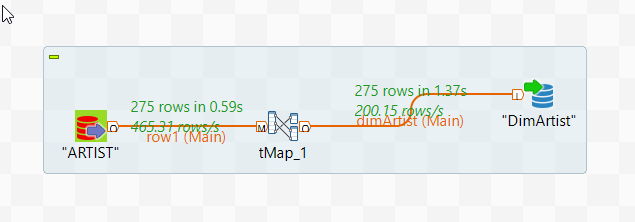 275 rows in 0.59s
465.31 rows/s
row1 (Main)
"ARTIST"
M
O
tMap_1
O
275 rows in 1.37s
200.15 rows/s
dimArtist (Main)
I
"DimArtist"
O